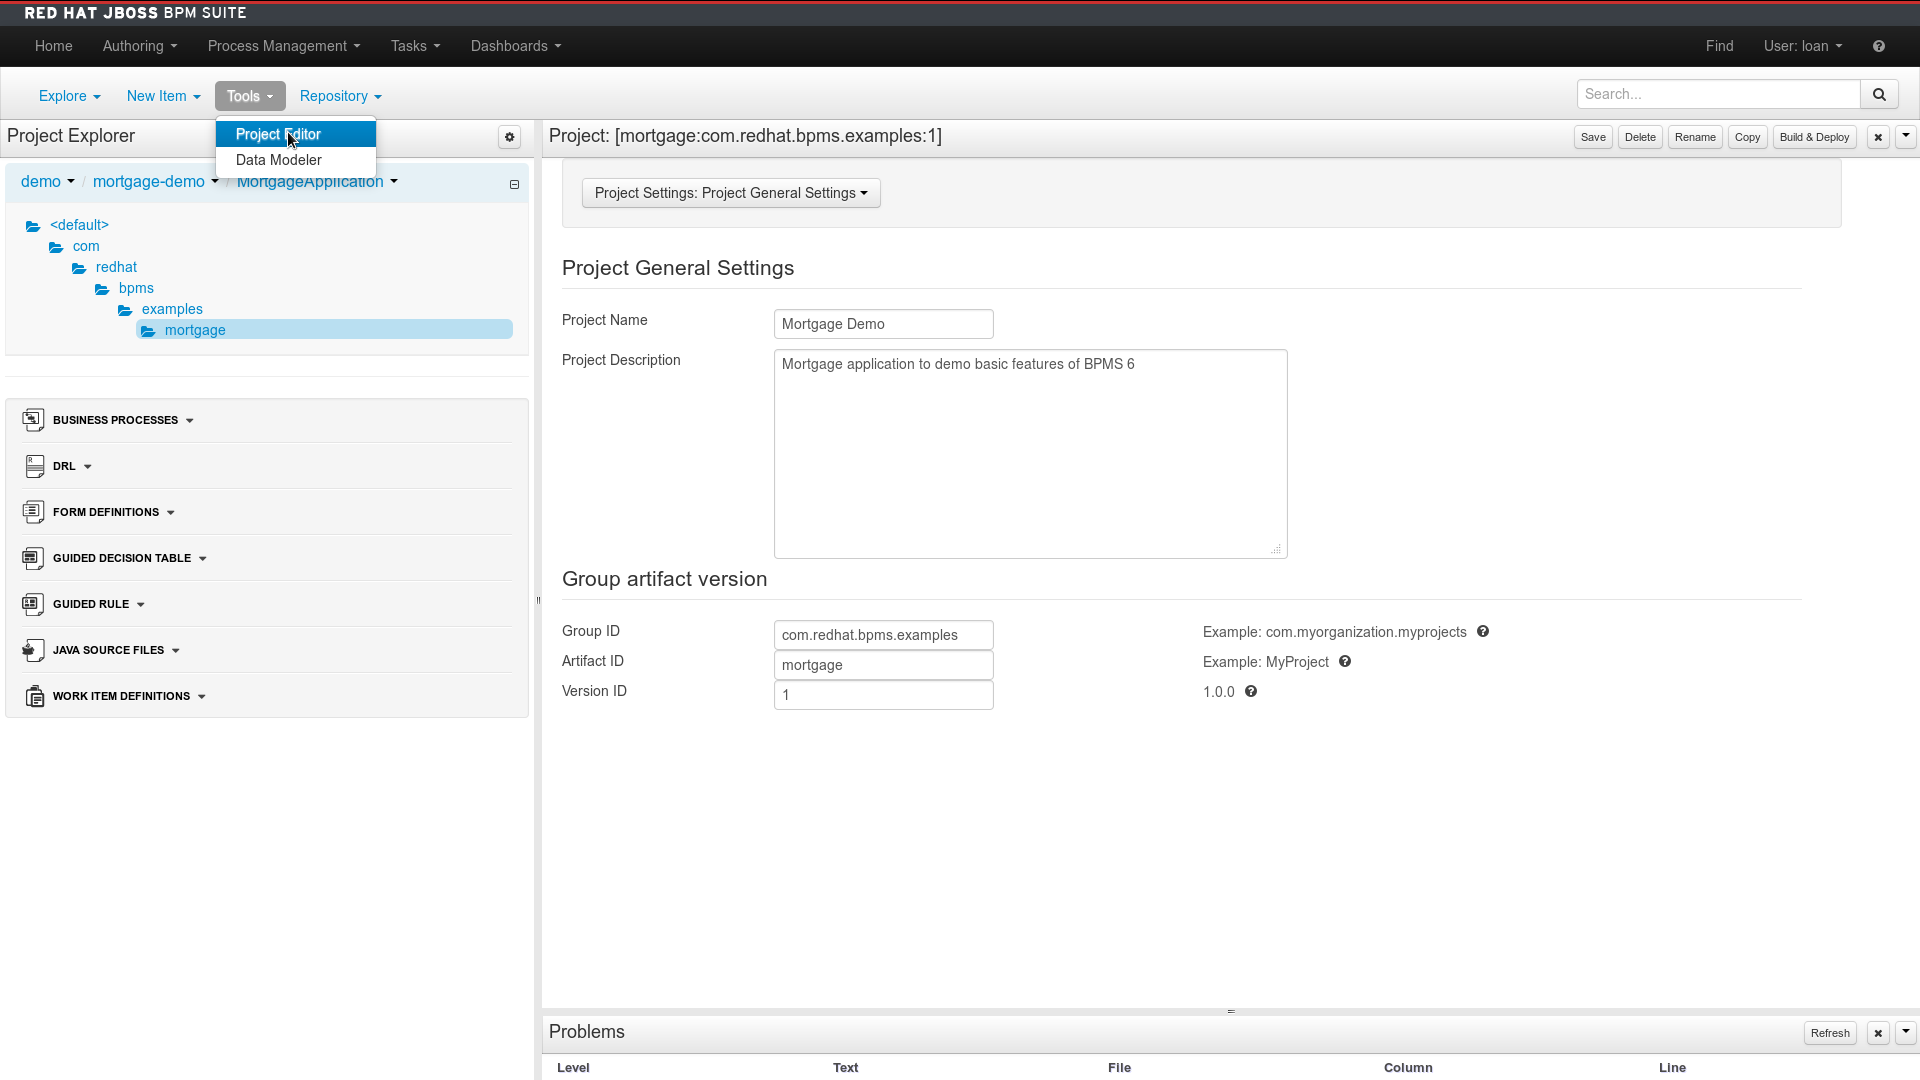 RED HAT JBOSS BPM SUITE
Home Authoring Process Management Tasks Dashboards Find User: loan
Explore New Item Tools Repository Search...
Project Editor
Data Modeler
Project Explorer
demo / mortgage-demo / MortgageApplication
<default>
com
redhat
bpms
examples
mortgage
BUSINESS PROCESSES
DRL
FORM DEFINITIONS
GUIDED DECISION TABLE
GUIDED RULE
JAVA SOURCE FILES
WORK ITEM DEFINITIONS
Project: [mortgage:com.redhat.bpms.examples:1] Save Delete Rename Copy Build & Deploy
Project Settings: Project General Settings
Project General Settings
Project Name Mortgage Demo
Project Description Mortgage application to demo basic features of BPMS 6
Group artifact version
Group ID com.redhat.bpms.examples Example: com.myorganization.myprojects
Artifact ID mortgage Example: MyProject
Version ID 1 1.0.0
Problems Refresh
Level Text File Column Line